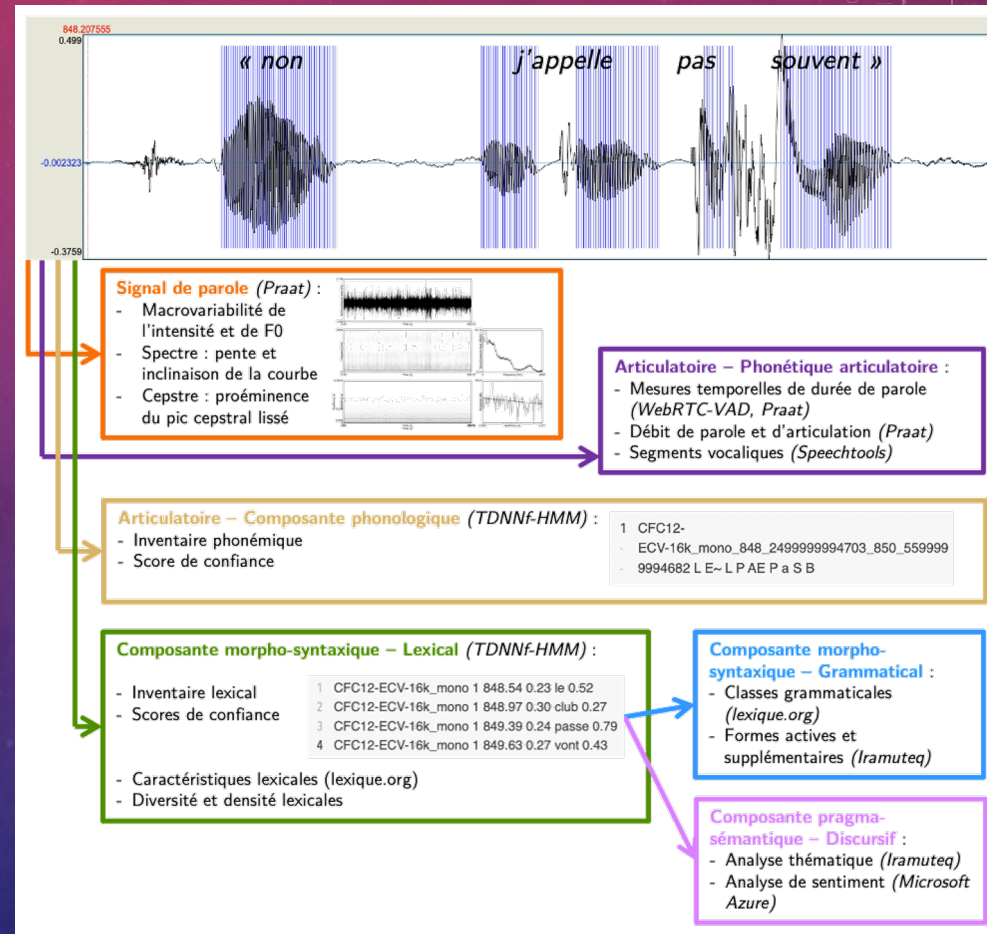 848.207555
0.499
« non j'appelle pas souvent »
-0.002323
-0.3759
Signal de parole (Praat) :
- Macrovariabilité de
l'intensité et de F0
- Spectre : pente et
inclinaison de la courbe
- Cepstre : proéminence
du pic cepstral lissé
Articulatoire – Phonétique articulatoire :
- Mesures temporelles de durée de parole
(WebRTC-VAD, Praat)
- Débit de parole et d'articulation (Praat)
- Segments vocaliques (Speechtools)
Articulatoire – Composante phonologique (TDNNf-HMM) :
- Inventaire phonémique
- Score de confiance
1 CFC12-
- ECV-16k_mono_848_2499999994703_850_559999
- 9994682 L E~ L P AE P a S B
Composante morpho-syntaxique – Lexical (TDNNf-HMM) :
- Inventaire lexical
- Scores de confiance
1 CFC12-ECV-16k_mono 1 848.54 0.23 le 0.52
2 CFC12-ECV-16k_mono 1 848.97 0.30 club 0.27
3 CFC12-ECV-16k_mono 1 849.39 0.24 passe 0.79
4 CFC12-ECV-16k_mono 1 849.63 0.27 vont 0.43
- Caractéristiques lexicales (lexique.org)
- Diversité et densité lexicales
Composante morpho-
syntaxique – Grammatical :
- Classes grammaticales
(lexique.org)
- Formes actives et
supplémentaires (Iramuteq)
Composante pragma-
sémantique – Discursif :
- Analyse thématique (Iramuteq)
- Analyse de sentiment (Microsoft
Azure)